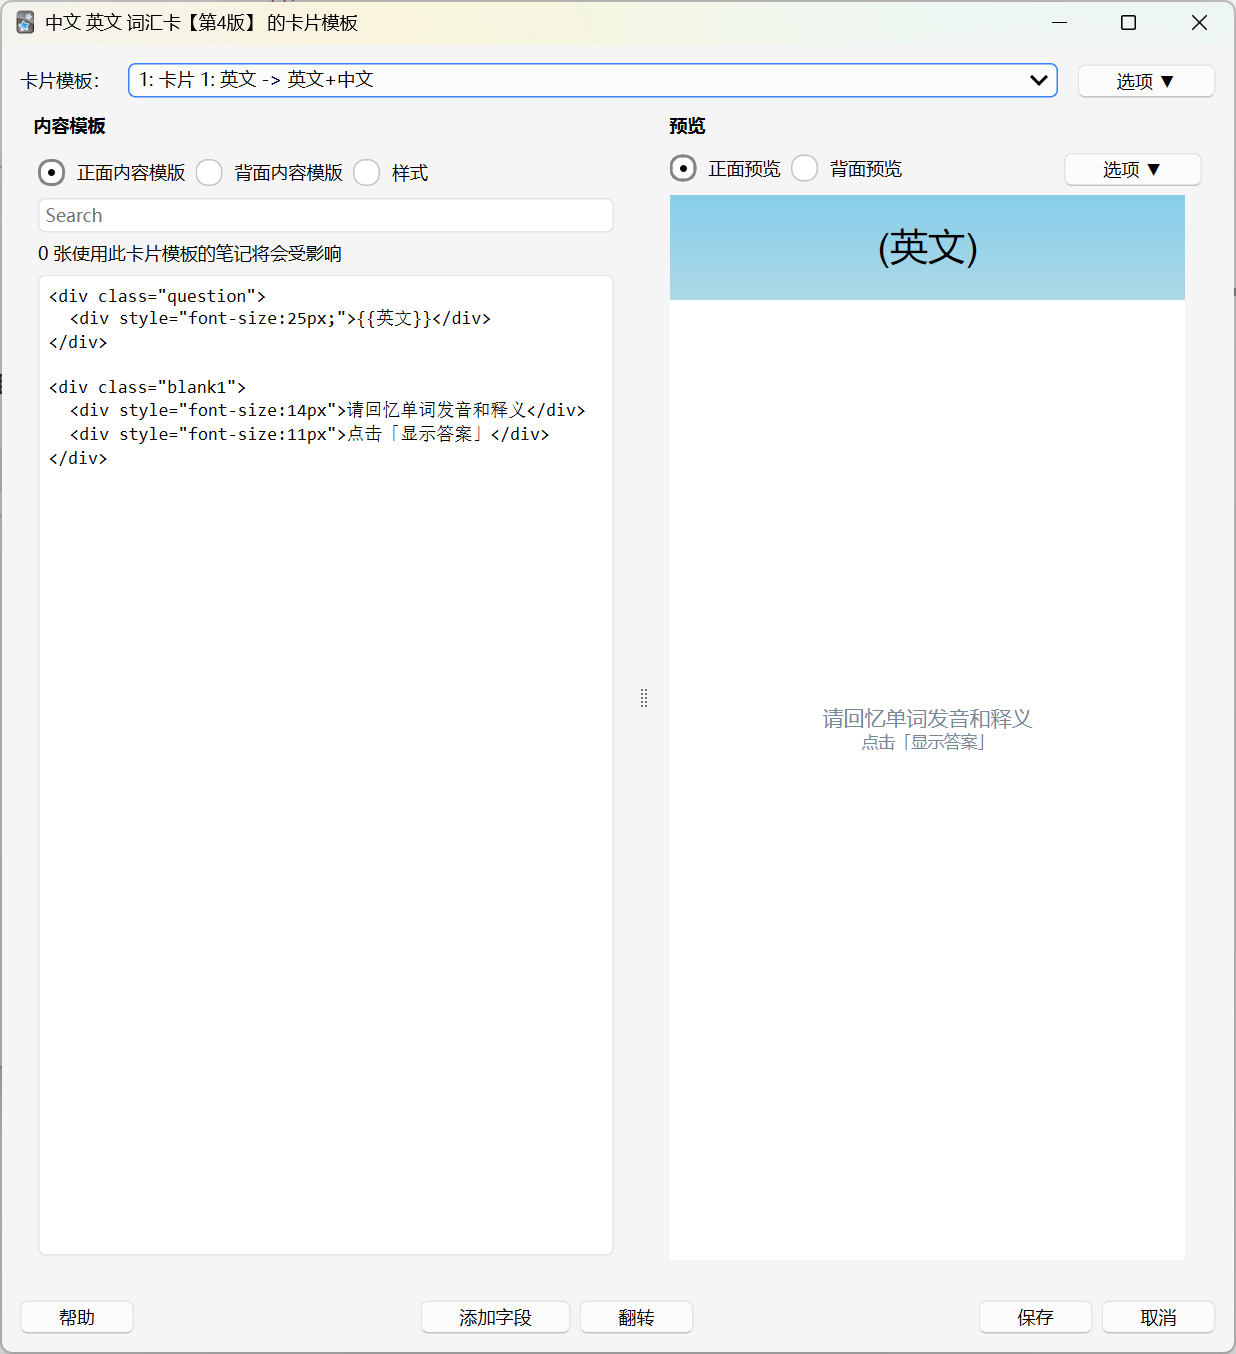 中文 英文 词汇卡【第4版】 的卡片模板
卡片模板：
1: 卡片 1: 英文 -> 英文+中文
选项 ▼
内容模板
正面内容模版
背面内容模版
样式
Search
0 张使用此卡片模板的笔记将会受影响
<div class="question">
  <div style="font-size:25px;">{{英文}}</div>
</div>
<div class="blank1">
  <div style="font-size:14px">请回忆单词发音和释义</div>
  <div style="font-size:11px">点击「显示答案」</div>
</div>
预览
正面预览
背面预览
选项 ▼
(英文)
请回忆单词发音和释义
点击「显示答案」
帮助
添加字段
翻转
保存
取消